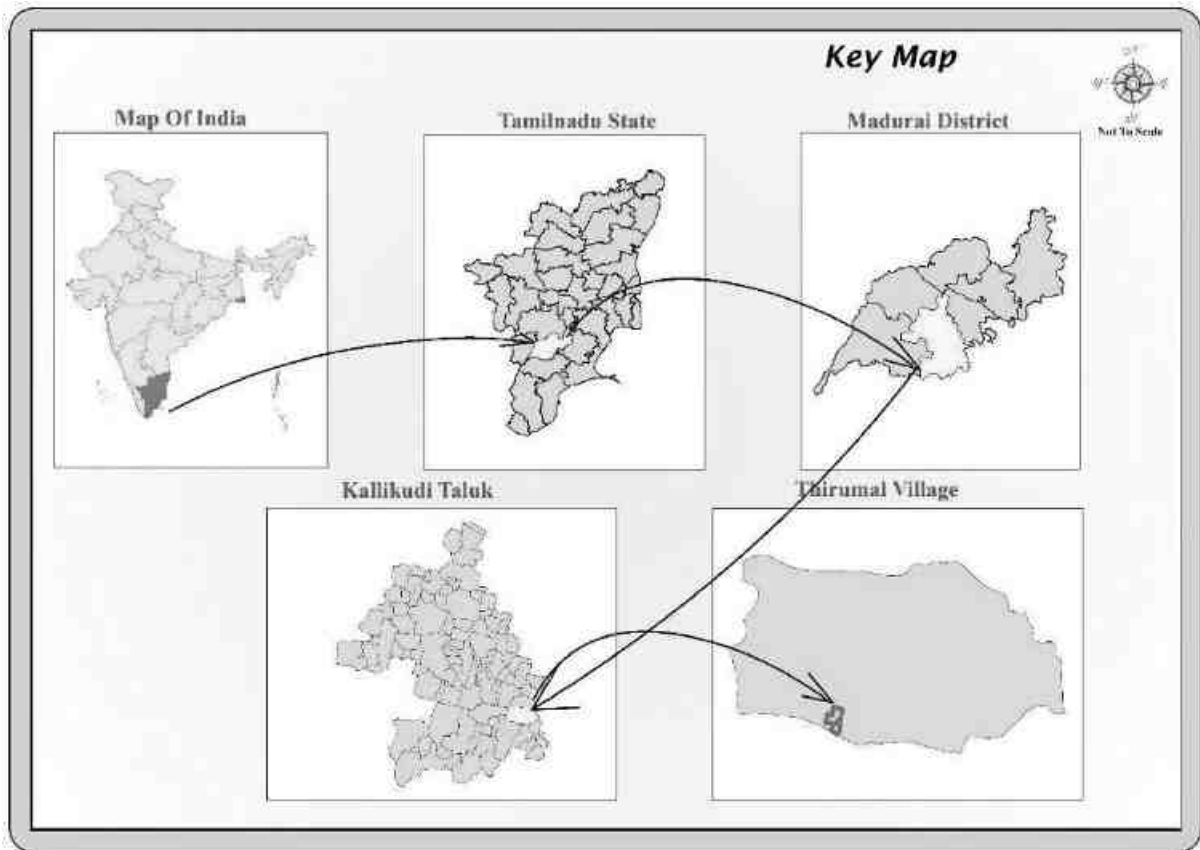 Key Map
Not To Scale
Map Of India
Tamilnadu State
Madurai District
Kallikudi Taluk
Thirumal Village